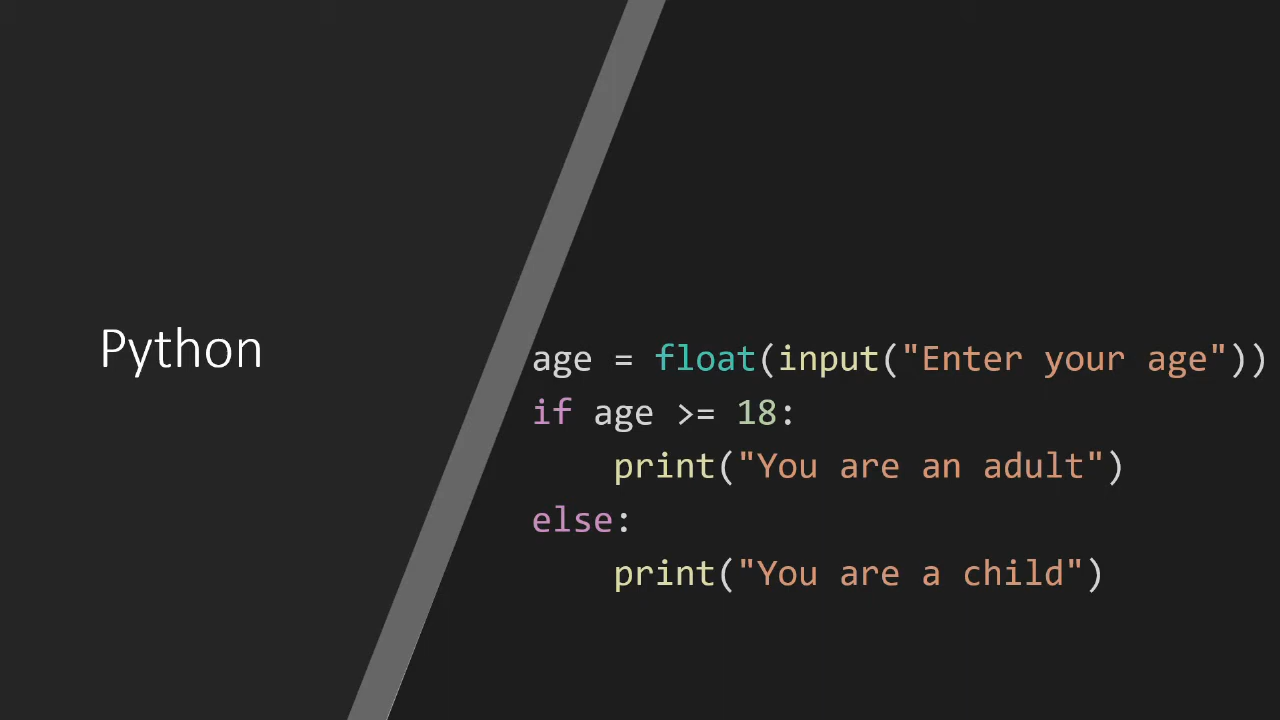 Python
age = float(input("Enter your age"))
if age >= 18:
    print("You are an adult")
else:
    print("You are a child")